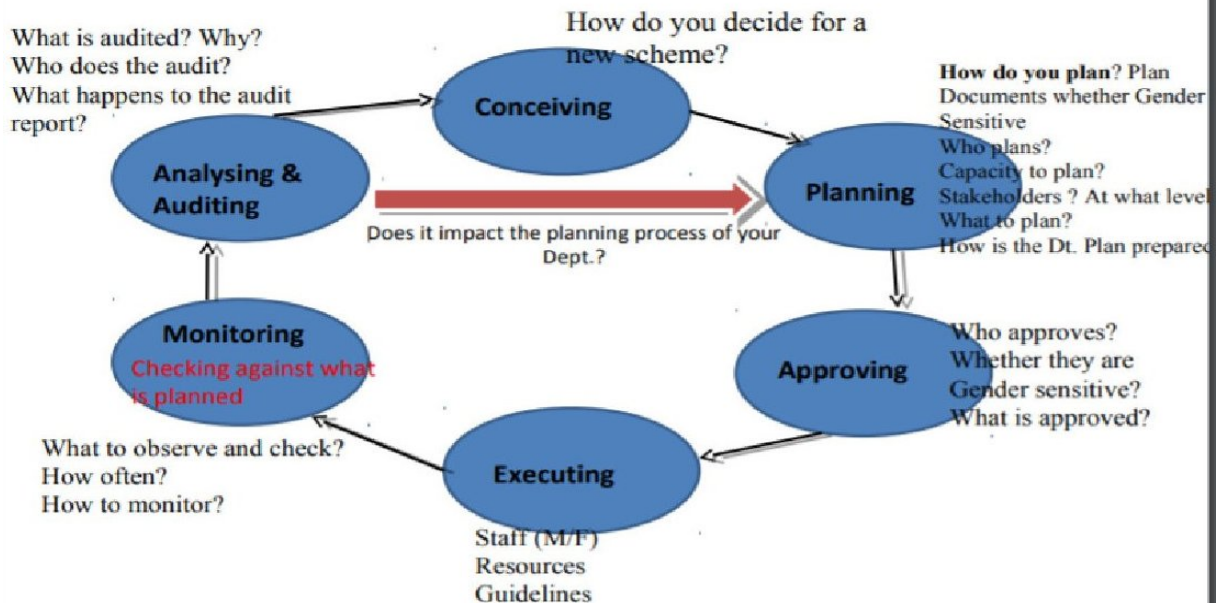 How do you decide for a
new scheme?
What is audited? Why?
Who does the audit?
What happens to the audit
report?
Conceiving
How do you plan? Plan
Documents whether Gender
Sensitive
Who plans?
Capacity to plan?
Stakeholders ? At what level
What to plan?
How is the Dt. Plan prepared
Analysing &
Auditing
Planning
Does it impact the planning process of your
Dept.?
Monitoring
Checking against what
is planned
Approving
Who approves?
Whether they are
Gender sensitive?
What is approved?
What to observe and check?
How often?
How to monitor?
Executing
Staff (M/F)
Resources
Guidelines